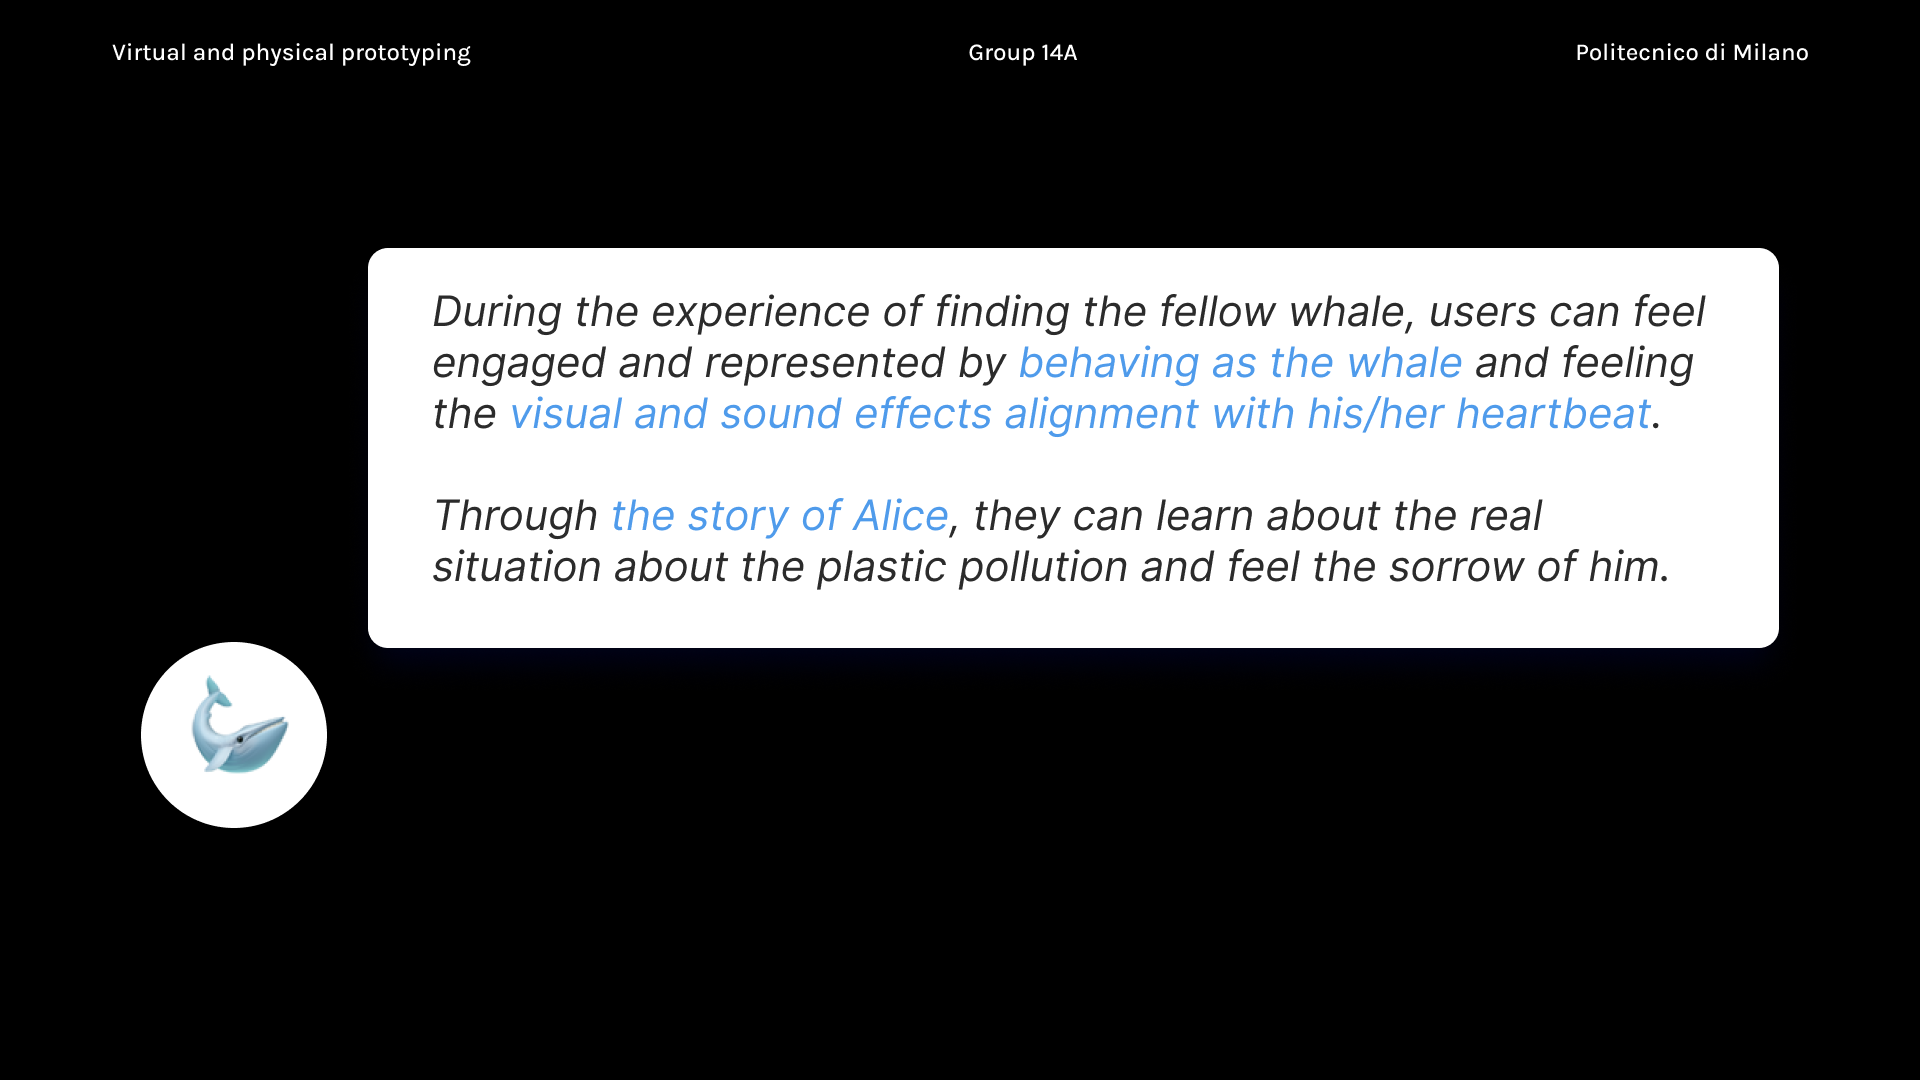 Virtual and physical prototyping
Group 14A
Politecnico di Milano
During the experience of finding the fellow whale, users can feel
engaged and represented by behaving as the whale and feeling
the visual and sound effects alignment with his/her heartbeat.
Through the story of Alice, they can learn about the real
situation about the plastic pollution and feel the sorrow of him.